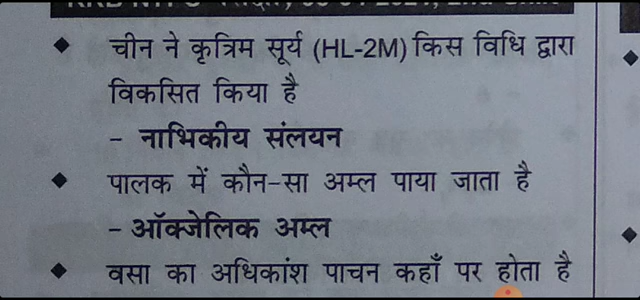 ◆ चीन ने कृत्रिम सूर्य (HL-2M) किस विधि द्वारा
विकसित किया है
- नाभिकीय संलयन
◆ पालक में कौन-सा अम्ल पाया जाता है
- ऑक्जेलिक अम्ल
◆ वसा का अधिकांश पाचन कहाँ पर होता है